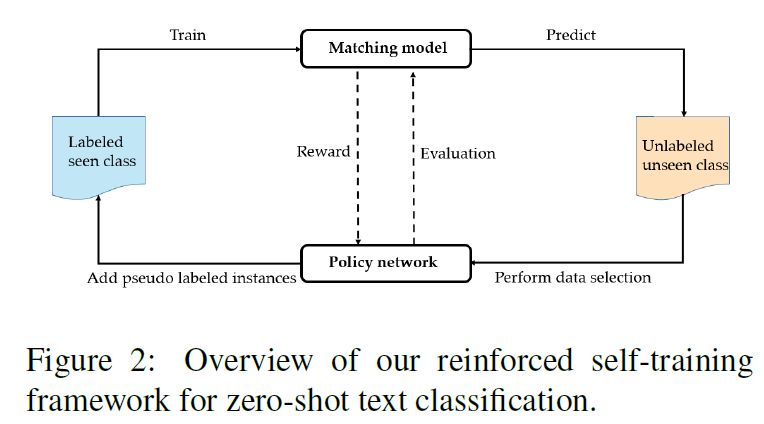 Train
Predict
Matching model
Labeled
seen class
Reward
Evaluation
Unlabeled
unseen class
Policy network
Add pseudo labeled instances
Perform data selection
Figure 2: Overview of our reinforced self-training
framework for zero-shot text classification.